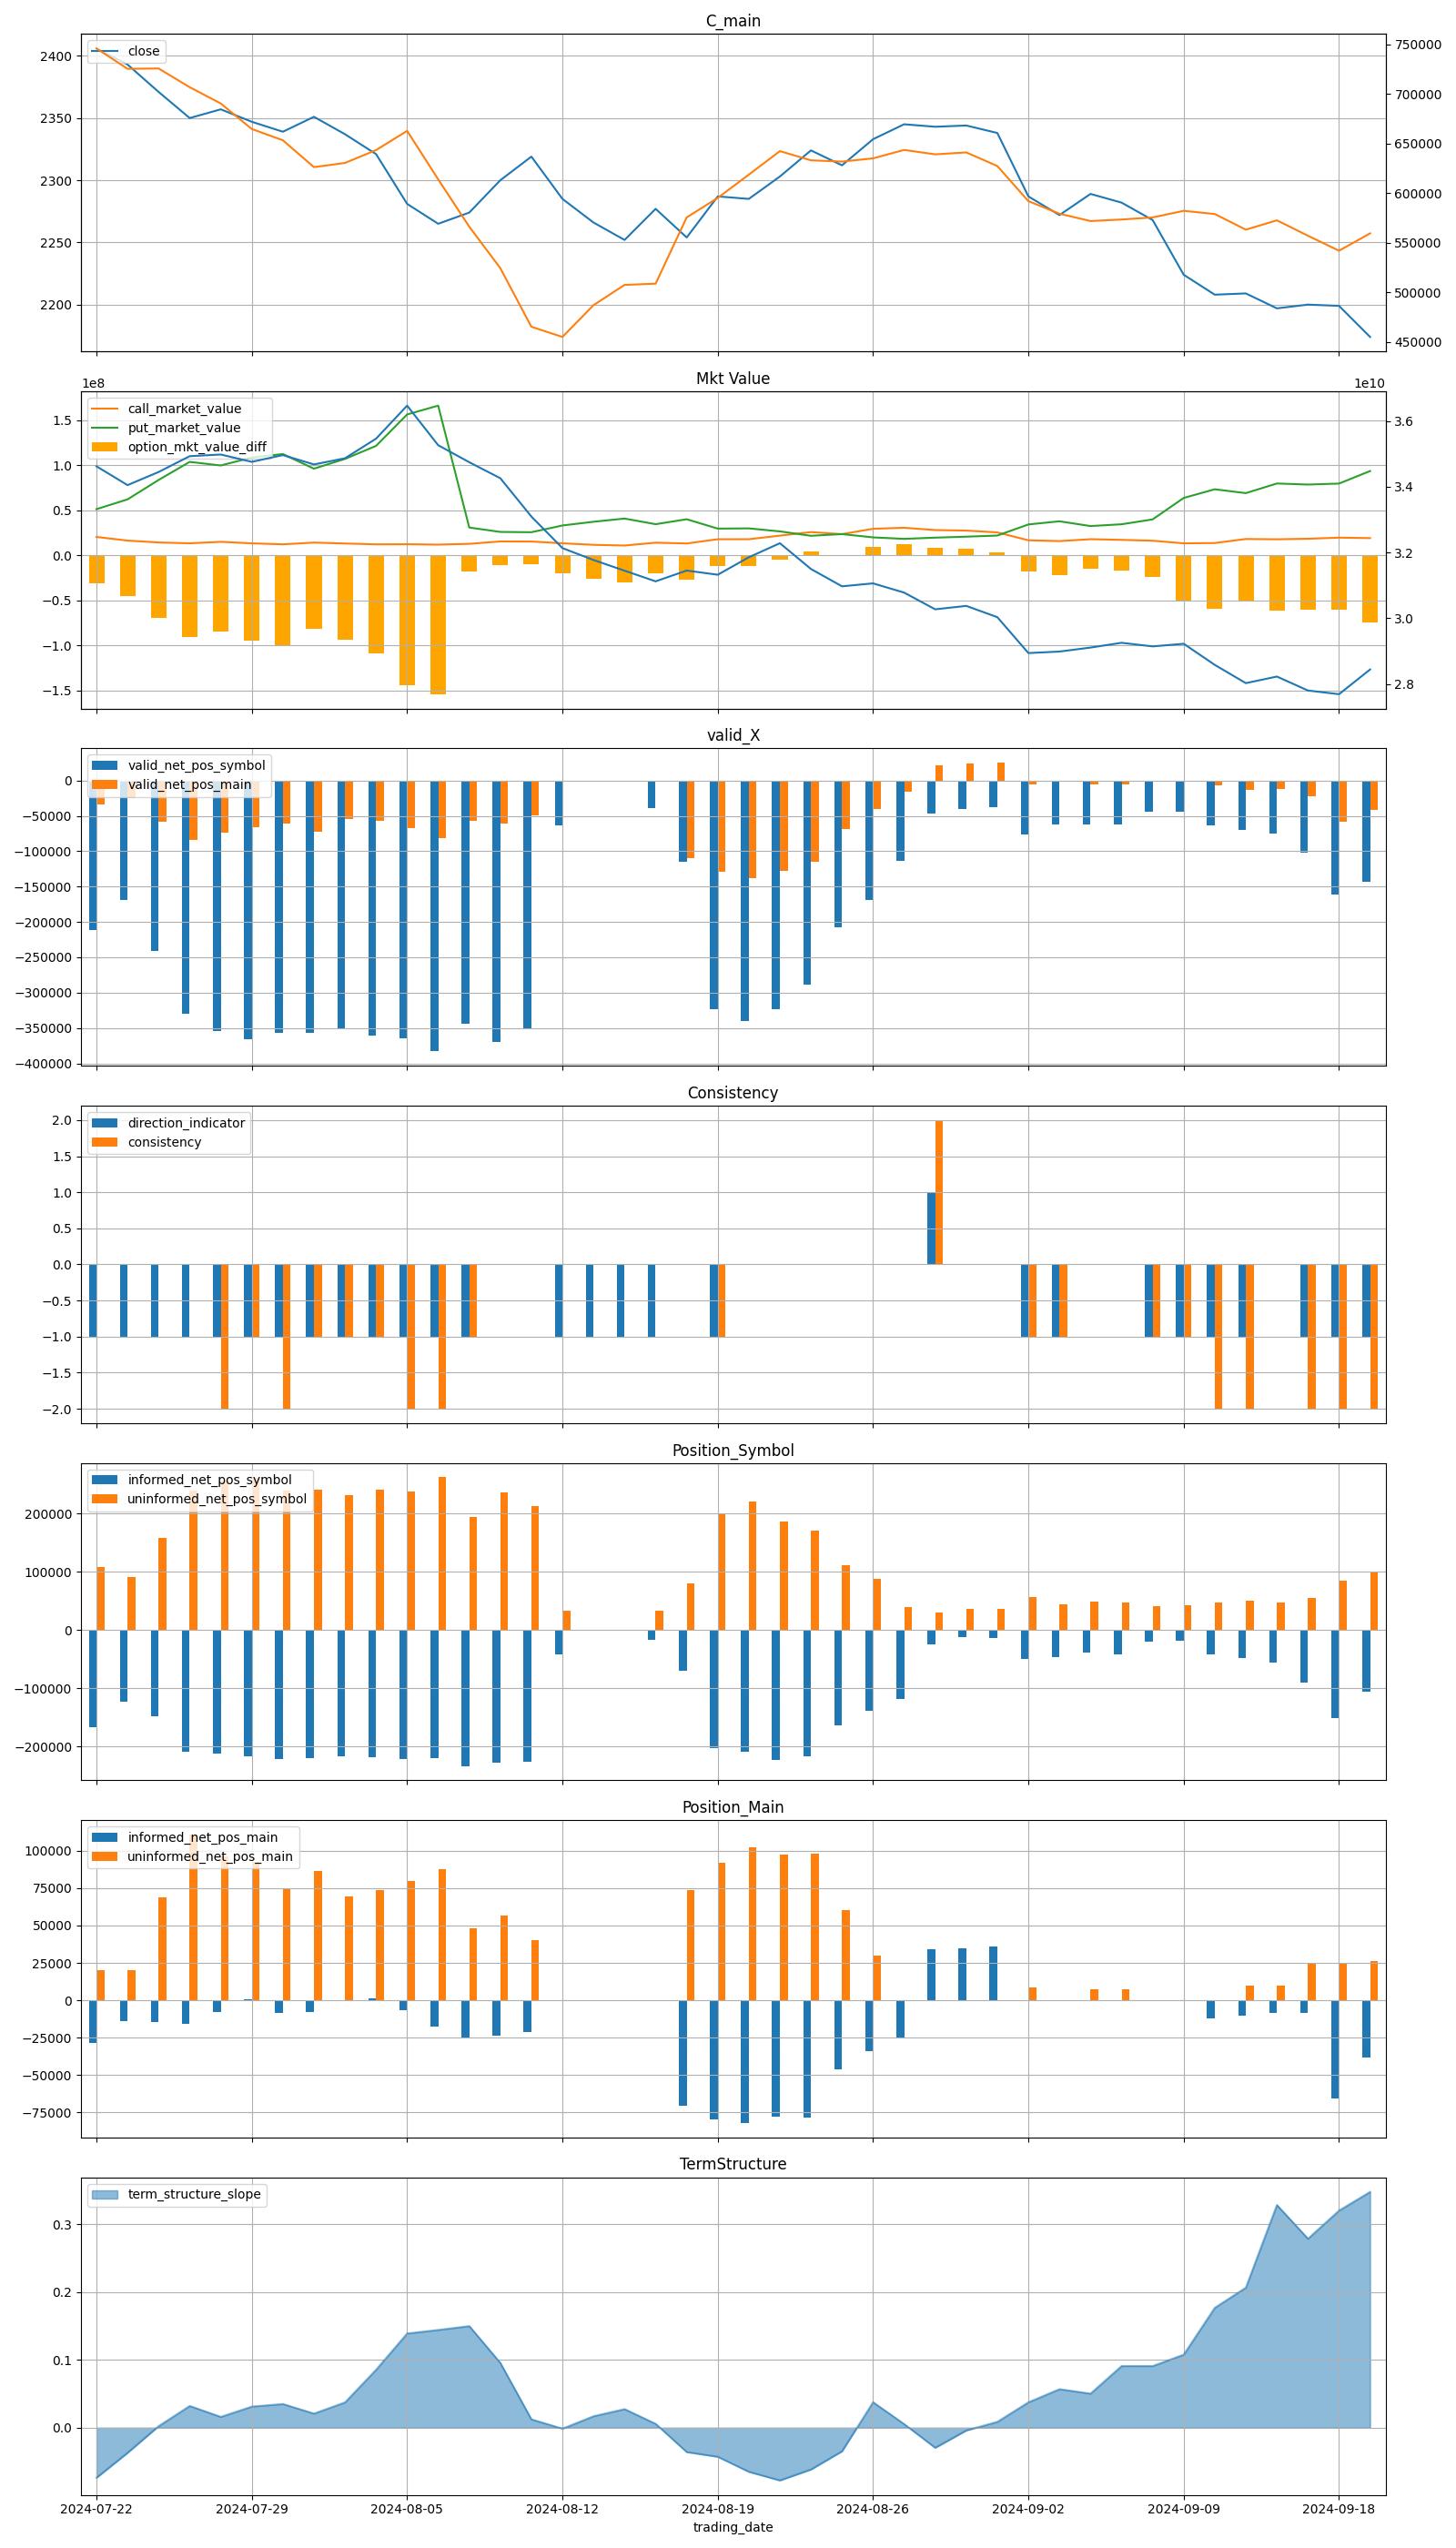 C_main
close
2400
2350
2300
2250
2200
750000
700000
650000
600000
550000
500000
450000
Mkt Value
1e8
1e10
call_market_value
put_market_value
option_mkt_value_diff
1.5
1.0
0.5
0.0
−0.5
−1.0
−1.5
3.6
3.4
3.2
3.0
2.8
valid_X
valid_net_pos_symbol
valid_net_pos_main
0
−50000
−100000
−150000
−200000
−250000
−300000
−350000
−400000
Consistency
direction_indicator
consistency
2.0
1.5
1.0
0.5
0.0
−0.5
−1.0
−1.5
−2.0
Position_Symbol
informed_net_pos_symbol
uninformed_net_pos_symbol
200000
100000
0
−100000
−200000
Position_Main
informed_net_pos_main
uninformed_net_pos_main
100000
75000
50000
25000
0
−25000
−50000
−75000
TermStructure
term_structure_slope
0.3
0.2
0.1
0.0
2024-07-22
2024-07-29
2024-08-05
2024-08-12
2024-08-19
2024-08-26
2024-09-02
2024-09-09
2024-09-18
trading_date